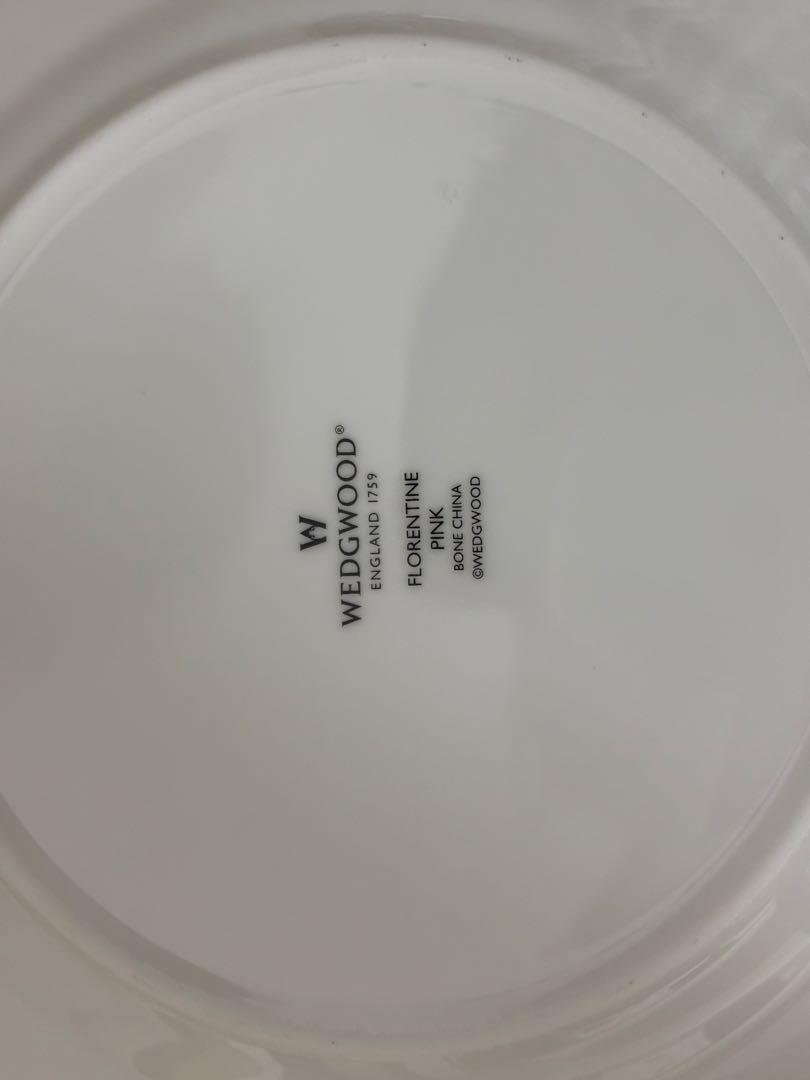 W
WEDGWOOD®
ENGLAND 1759
FLORENTINE
PINK
BONE CHINA
©WEDGWOOD